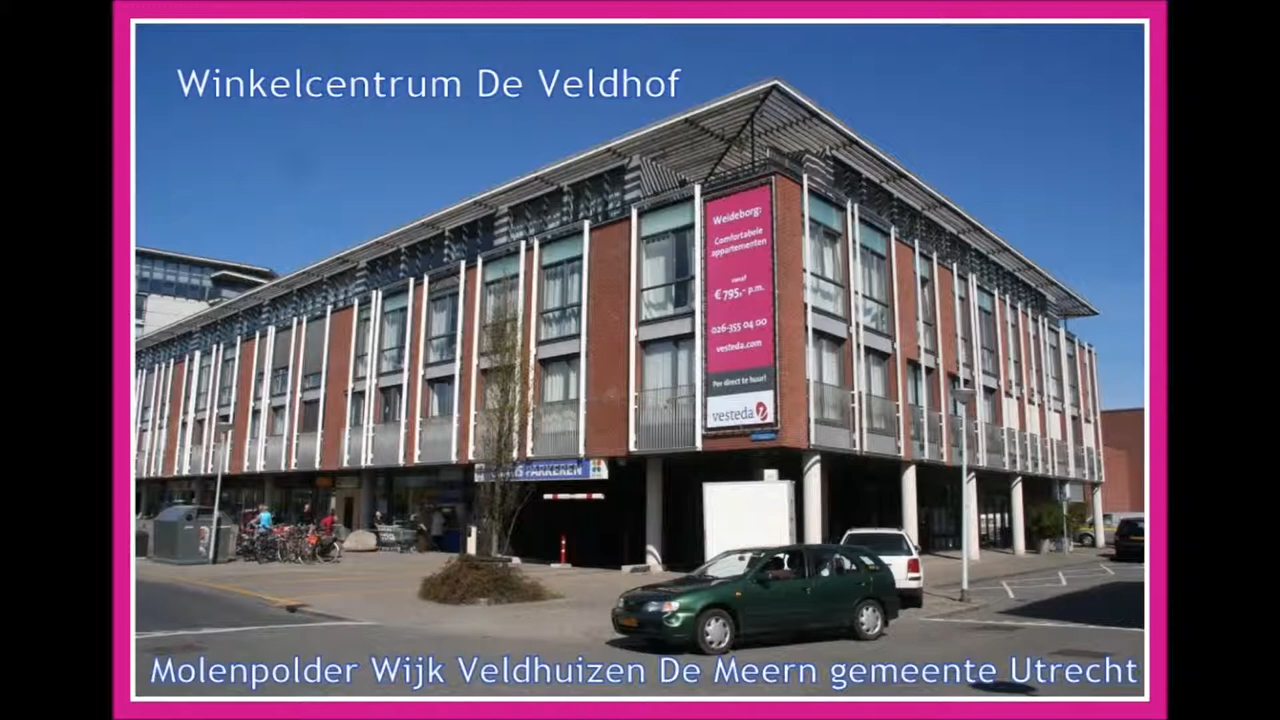 Winkelcentrum De Veldhof
Weideborg:
Comfortabele
appartementen
vanaf
€ 795,- p.m.
026-355 04 00
vesteda.com
Per direct te huur!
vesteda
PARKEREN
Molenpolder Wijk Veldhuizen De Meern gemeente Utrecht